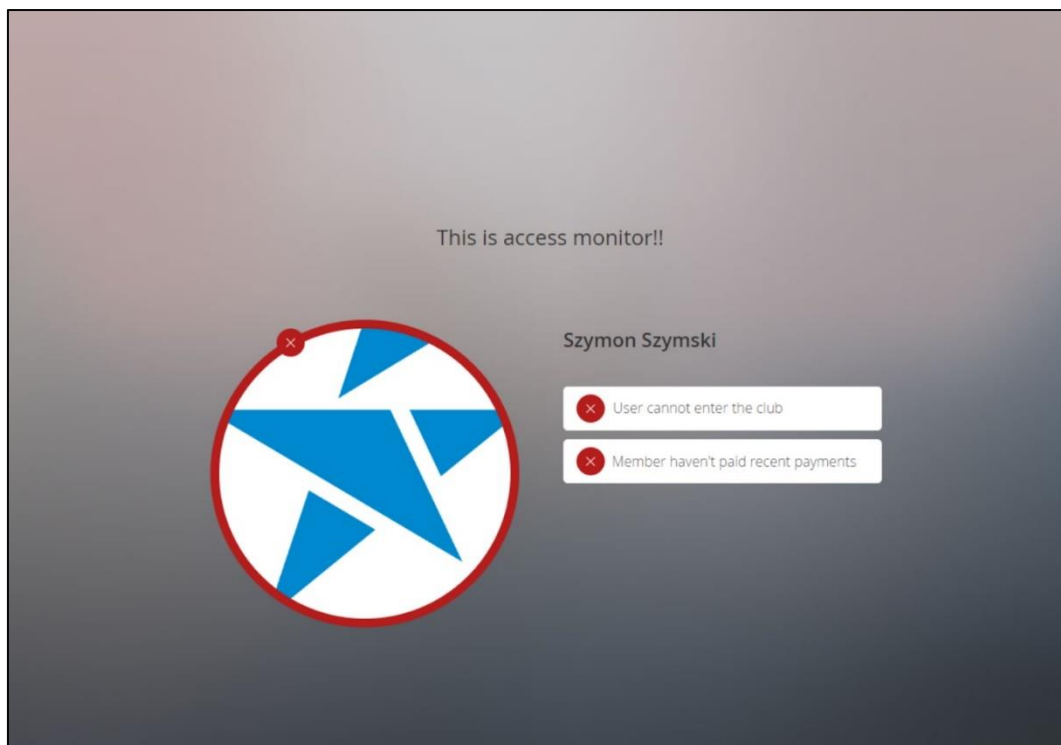 This is access monitor!!
Szymon Szymski
User cannot enter the club
Member haven't paid recent payments